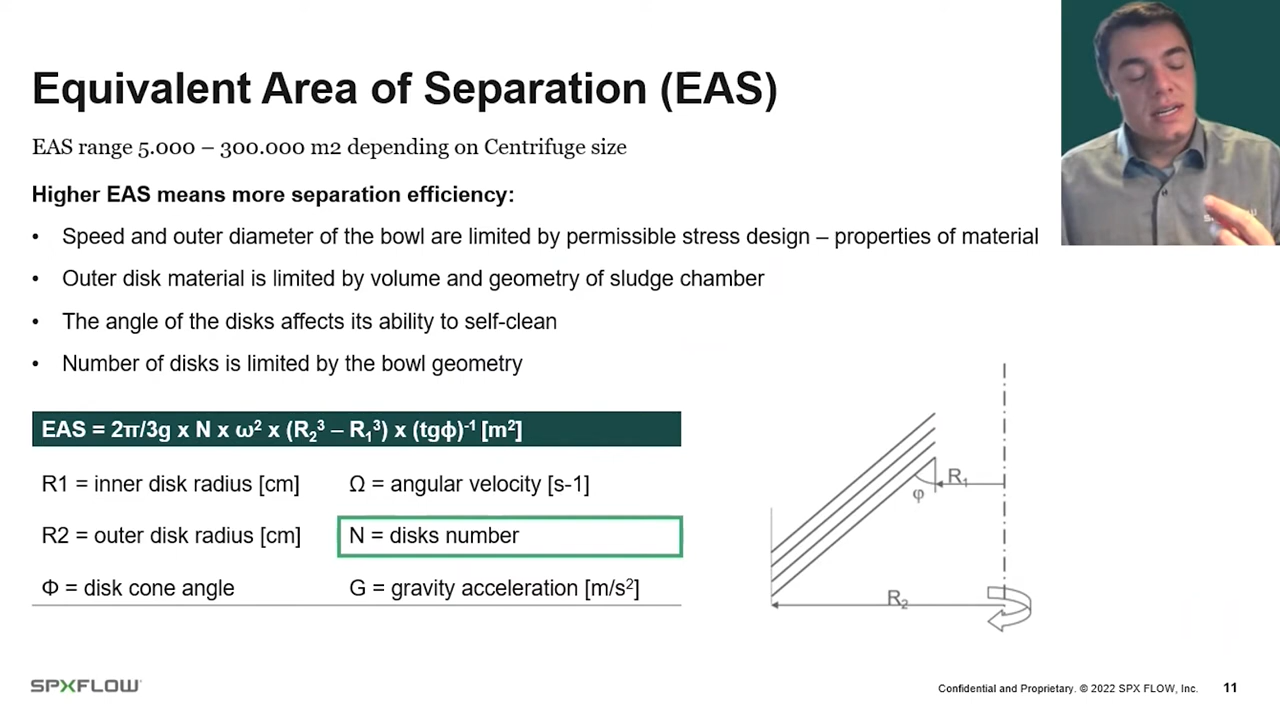 Equivalent Area of Separation (EAS)
EAS range 5.000 – 300.000 m2 depending on Centrifuge size
Higher EAS means more separation efficiency:
• Speed and outer diameter of the bowl are limited by permissible stress design – properties of material
• Outer disk material is limited by volume and geometry of sludge chamber
• The angle of the disks affects its ability to self-clean
• Number of disks is limited by the bowl geometry
EAS = 2π/3g x N x ω² x (R₂³ – R₁³) x (tgϕ)⁻¹ [m²]
R1 = inner disk radius [cm]
Ω = angular velocity [s-1]
R2 = outer disk radius [cm]
N = disks number
Φ = disk cone angle
G = gravity acceleration [m/s²]
R₁
φ
R₂
SPXFLOW
Confidential and Proprietary. © 2022 SPX FLOW, Inc.
11